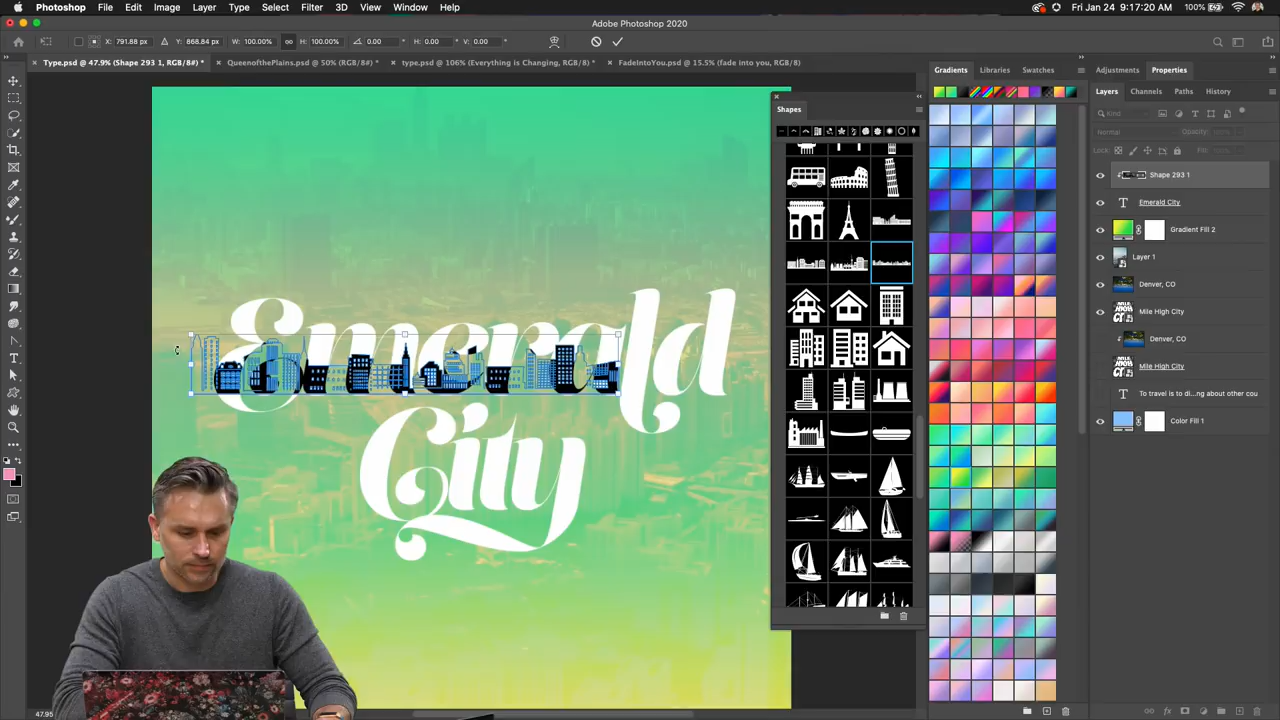 Photoshop File Edit Image Layer Type Select Filter 3D View Window Help 100% Fri Jan 24 9:17:20 AM
Adobe Photoshop 2020
X: 791.88 px Y: 868.84 px W: 100.00% H: 100.00% 0.00 ° H: 0.00 ° V: 0.00 °
Type.psd @ 47.9% (Shape 293 1, RGB/8#) * QueenofthePlains.psd @ 50% (RGB/8#) * type.psd @ 106% (Everything is Changing, RGB/8#) * FadeIntoYou.psd @ 15.5% (fade into you, RGB/8#)
Gradients Libraries Swatches Adjustments Properties
Layers Channels Paths History
Shapes
Kind
Normal Opacity: 100%
Lock: Fill:
Shape 293 1
Emerald City
Gradient Fill 2
Layer 1
Denver, CO
Mile High City
Denver, CO
Mile High City
Travel is to di ng about other cou
Color Fill 1
Emerald
City
47.95